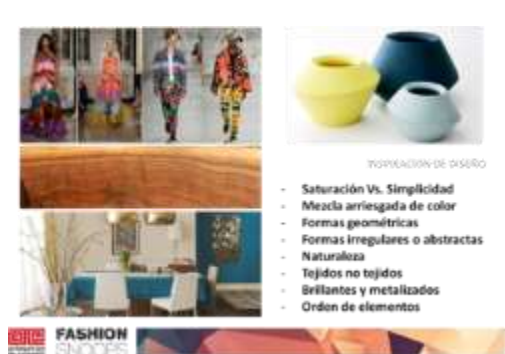 INSPIRACIÓN DE DISEÑO
- Saturación Vs. Simplicidad
- Mezcla arriesgada de color
- Formas geométricas
- Formas irregulares o abstractas
- Naturaleza
- Tejidos no tejidos
- Brillantes y metalizados
- Orden de elementos
FASHION
SNOOPS